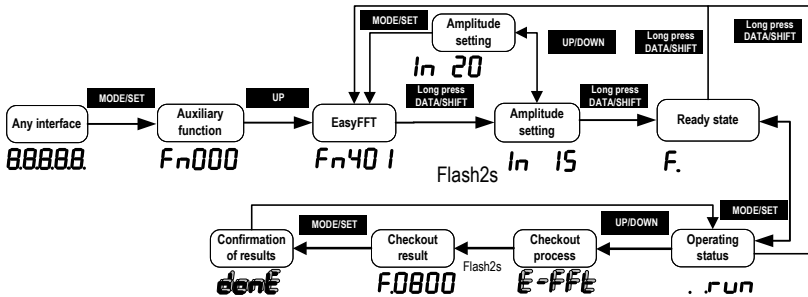 MODE/SET
Amplitude
setting
UP/DOWN
Long press
DATA/SHIFT
Long press
DATA/SHIFT
In 20
MODE/SET
UP
Long press
DATA/SHIFT
Long press
DATA/SHIFT
Any interface
Auxiliary
function
EasyFFT
Amplitude
setting
Ready state
8.8.8.8.8.
Fn000
Fn401
Flash2s
In 15
F.
MODE/SET
UP/DOWN
MODE/SET
Confirmation
of results
Checkout
result
Flash2s
Checkout
process
Operating
status
donE
F.0800
E-FFt
. .run